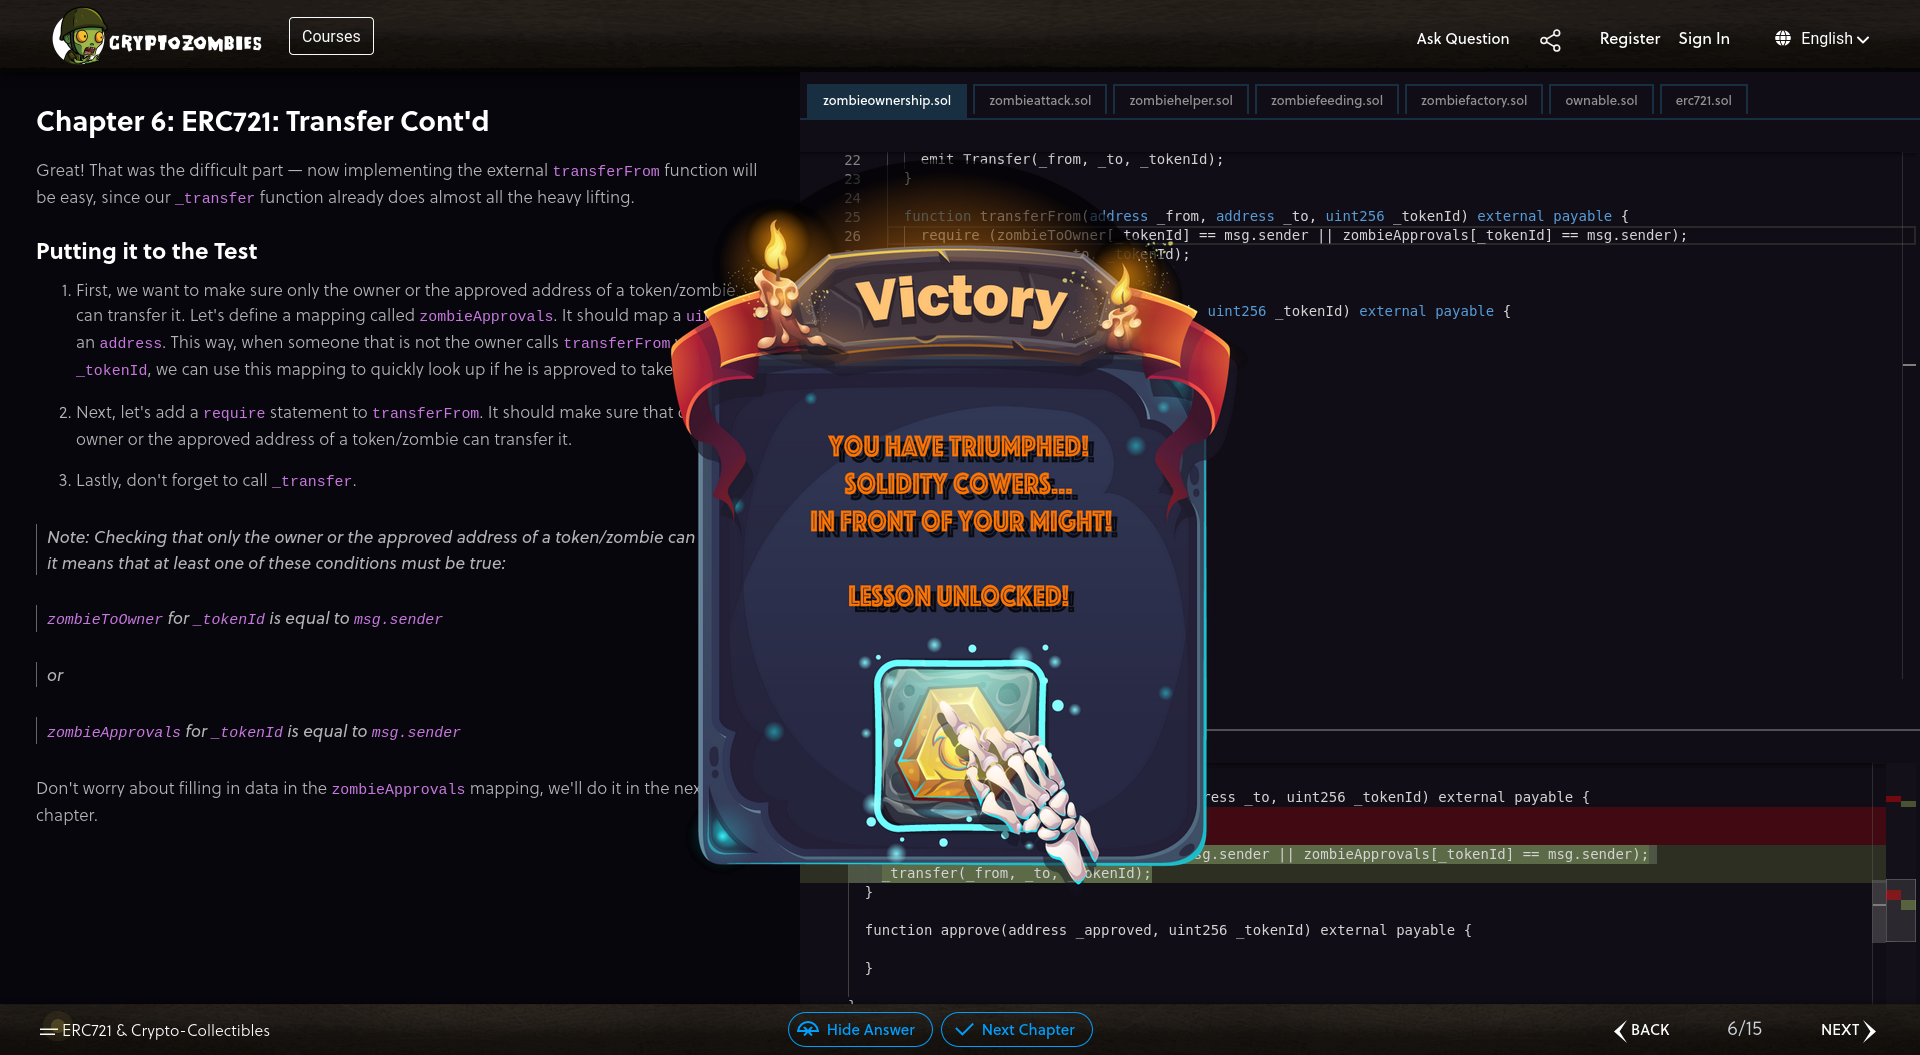 CRYPTOZOMBIES
Courses
Ask Question
Register
Sign In
English
Chapter 6: ERC721: Transfer Cont'd
Great! That was the difficult part — now implementing the external transferFrom function will
be easy, since our _transfer function already does almost all the heavy lifting.
Putting it to the Test
1. First, we want to make sure only the owner or the approved address of a token/zombie
can transfer it. Let's define a mapping called zombieApprovals. It should map a
an address. This way, when someone that is not the owner calls transferFrom
_tokenId, we can use this mapping to quickly look up if he is approved to take
2. Next, let's add a require statement to transferFrom. It should make sure that
owner or the approved address of a token/zombie can transfer it.
3. Lastly, don't forget to call _transfer.
Note: Checking that only the owner or the approved address of a token/zombie can
it means that at least one of these conditions must be true:
zombieToOwner for _tokenId is equal to msg.sender
or
zombieApprovals for _tokenId is equal to msg.sender
Don't worry about filling in data in the zombieApprovals mapping, we'll do it in the
chapter.
zombieownership.sol
zombieattack.sol
zombiehelper.sol
zombiefeeding.sol
zombiefactory.sol
ownable.sol
erc721.sol
22 emit Transfer(_from, _to, _tokenId);
23 }
24
25 function transferFrom(address _from, address _to, uint256 _tokenId) external payable {
26 require (zombieToOwner[_tokenId] == msg.sender || zombieApprovals[_tokenId] == msg.sender);
_to, _tokenId);
uint256 _tokenId) external payable {
Victory
YOU HAVE TRIUMPHED!
SOLIDITY COWERS...
IN FRONT OF YOUR MIGHT!
LESSON UNLOCKED!
_to, uint256 _tokenId) external payable {
msg.sender || zombieApprovals[_tokenId] == msg.sender);
_transfer(_from, _to, _tokenId);
}
function approve(address _approved, uint256 _tokenId) external payable {
}
ERC721 & Crypto-Collectibles
Hide Answer
Next Chapter
BACK
6/15
NEXT